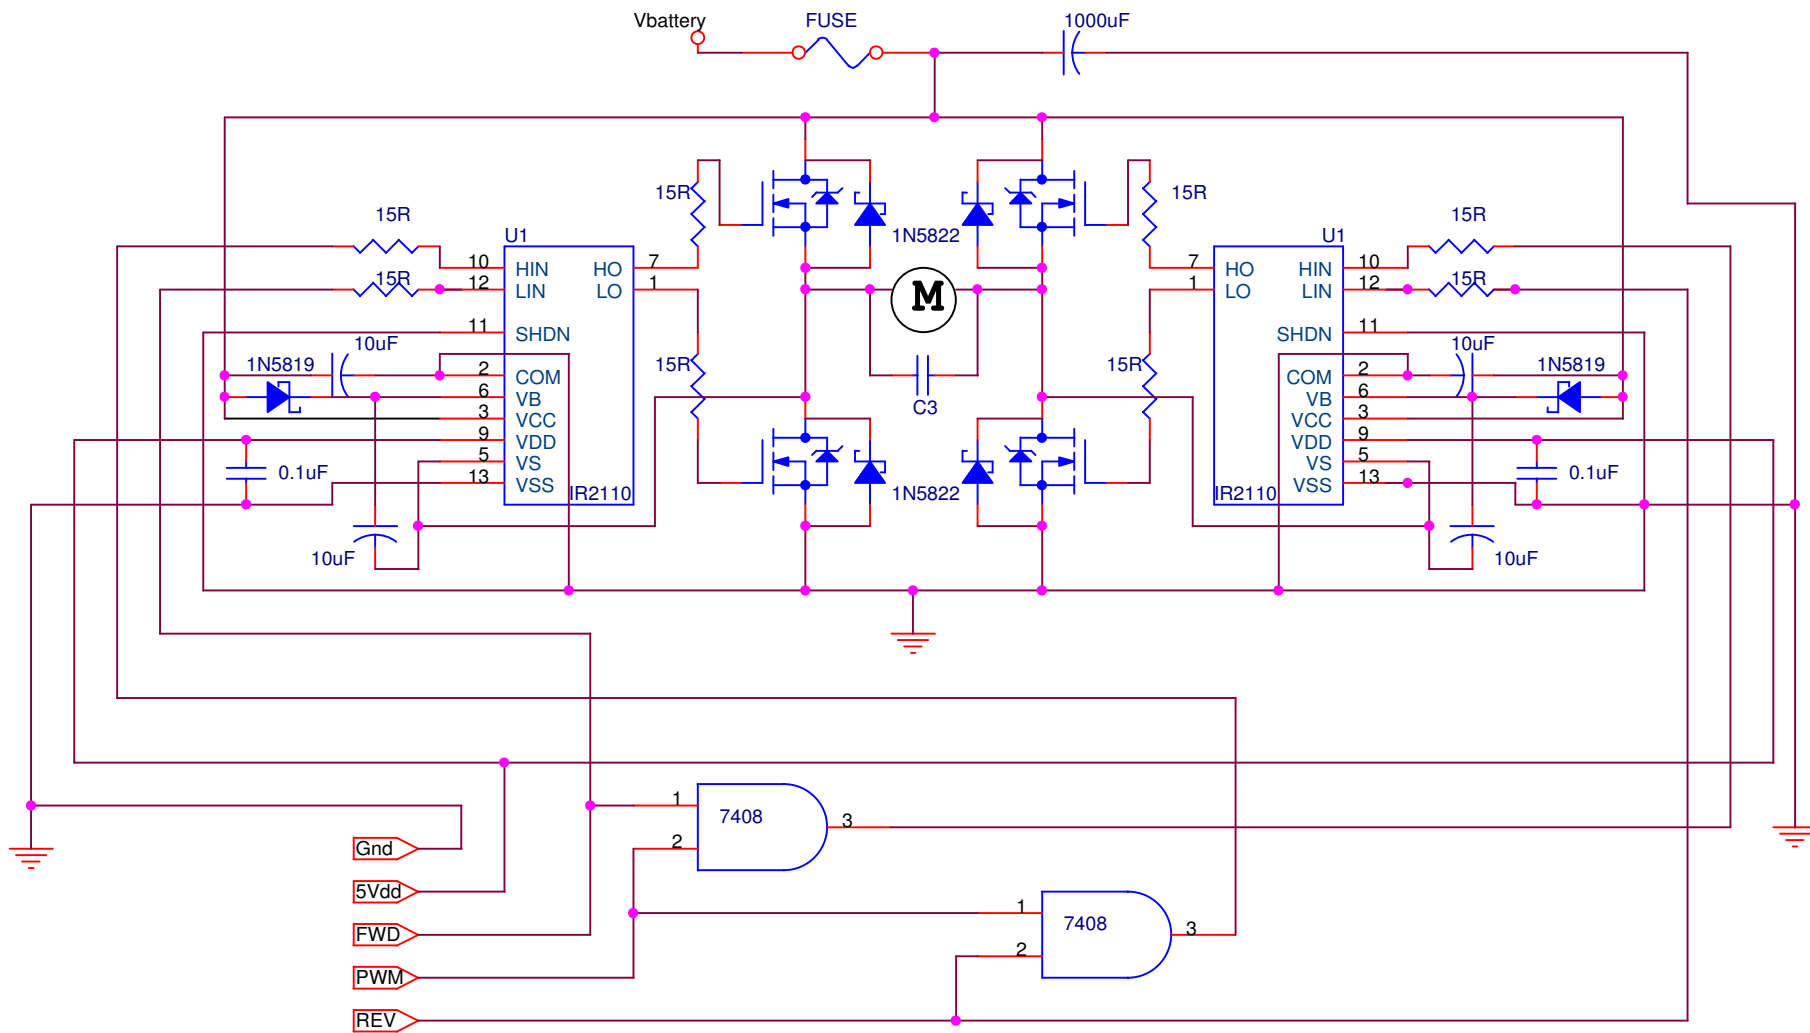 Vbattery FUSE 1000uF
15R 15R 15R 15R
1N5822
U1 U1
15R 15R
10 HIN HO 7 7 HO HIN 10
12 LIN LO 1 1 LO LIN 12
M
11 SHDN SHDN 11
10uF 10uF
1N5819 15R 15R 1N5819
2 COM COM 2
6 VB VB 6
C3
3 VCC VCC 3
9 VDD VDD 9
5 VS VS 5
0.1uF 0.1uF
13 VSS VSS 13
IR2110 1N5822 IR2110
10uF 10uF
1
7408 3
2
Gnd
5Vdd
1
7408 3
FWD
2
PWM
REV